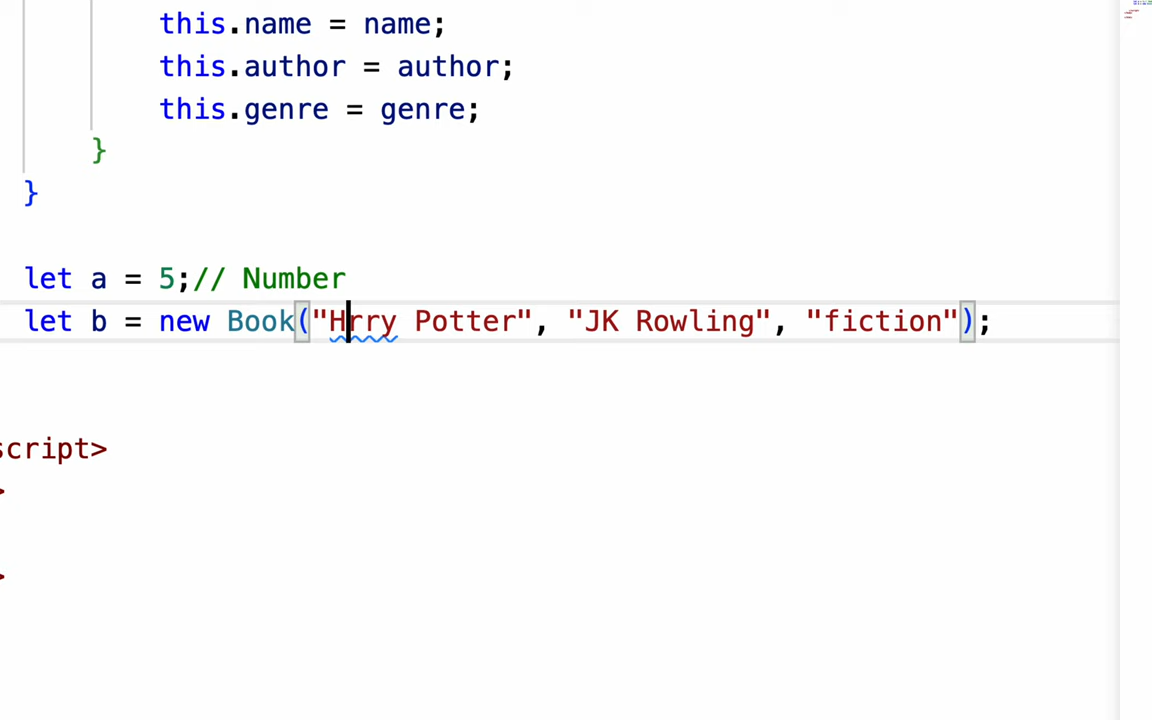 this.name = name;
this.author = author;
this.genre = genre;
}
}
let a = 5;// Number
let b = new Book("Hrry Potter", "JK Rowling", "fiction");
script>
>
>